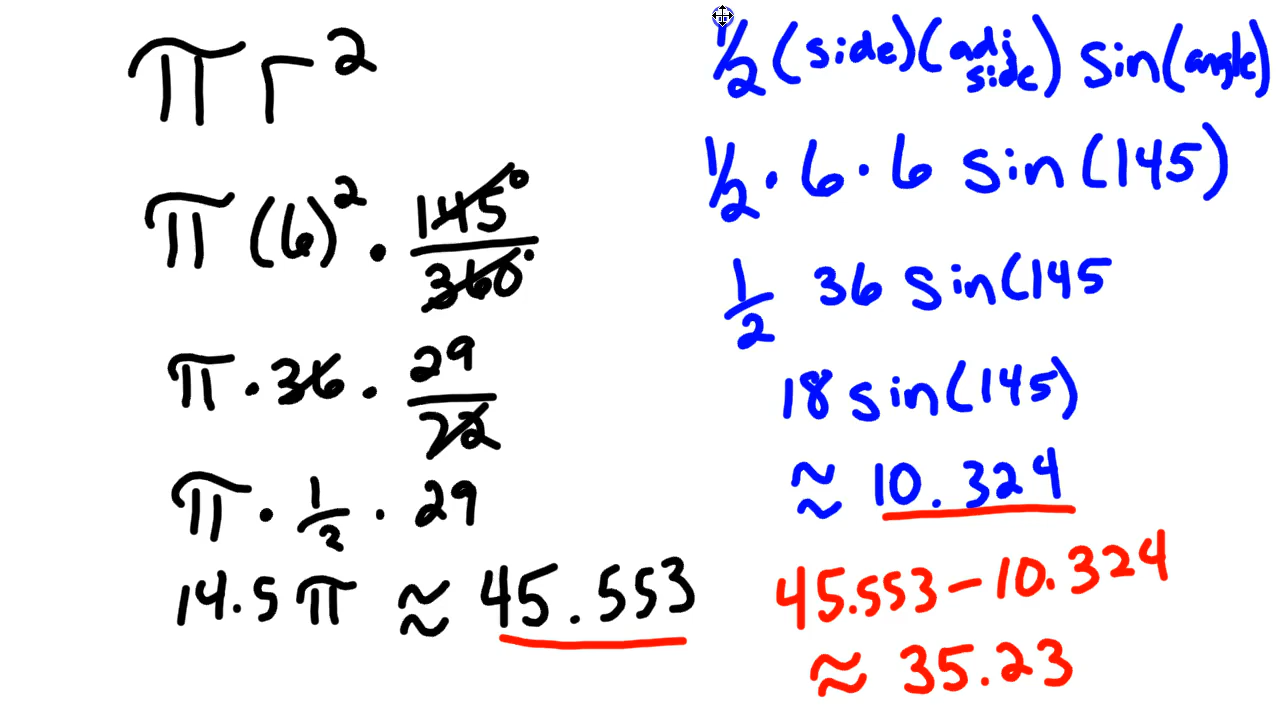 πr²
π(6)² · 145°/360°
π · 36 · 29/72
π · 1/2 · 29
14.5π ≈ 45.553
1/2 (side)(adj side) sin(angle)
1/2 · 6 · 6 sin(145)
1/2 36 sin(145
18 sin(145)
≈ 10.324
45.553 − 10.324
≈ 35.23